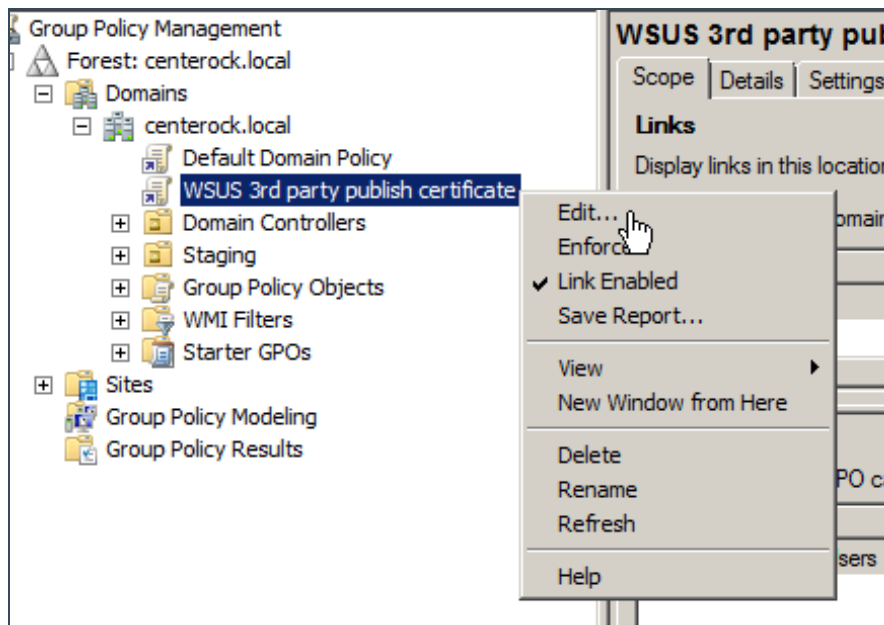 Group Policy Management
Forest: centerock.local
Domains
centerock.local
Default Domain Policy
WSUS 3rd party publish certificate
Domain Controllers
Staging
Group Policy Objects
WMI Filters
Starter GPOs
Sites
Group Policy Modeling
Group Policy Results
WSUS 3rd party
Scope
Details
Settings
Links
Display links in this
Edit...
Link Enabled
Save Report...
View
New Window from Here
Delete
Rename
Refresh
Help